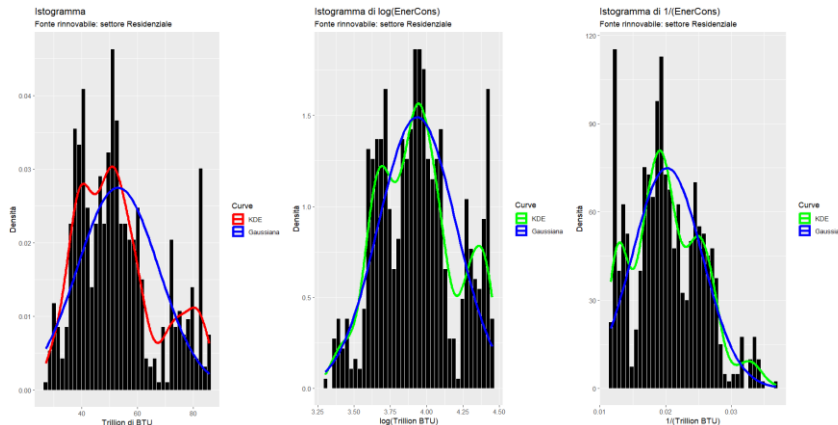 Istogramma
Fonte rinnovabile: settore Residenziale
0.04
0.03
0.02
0.01
0.00
Densità
40
60
80
Trillion di BTU
Curve
KDE
Gaussiana
Istogramma di log(EnerCons)
Fonte rinnovabile: settore Residenziale
1.5
1.0
0.5
0.0
Densità
3.25
3.50
3.75
4.00
4.25
4.50
log(Trillion BTU)
Curve
KDE
Gaussiana
Istogramma di 1/(EnerCons)
Fonte rinnovabile: settore Residenziale
120
90
60
30
0
Densità
0.01
0.02
0.03
1/(Trillion BTU)
Curve
KDE
Gaussiana